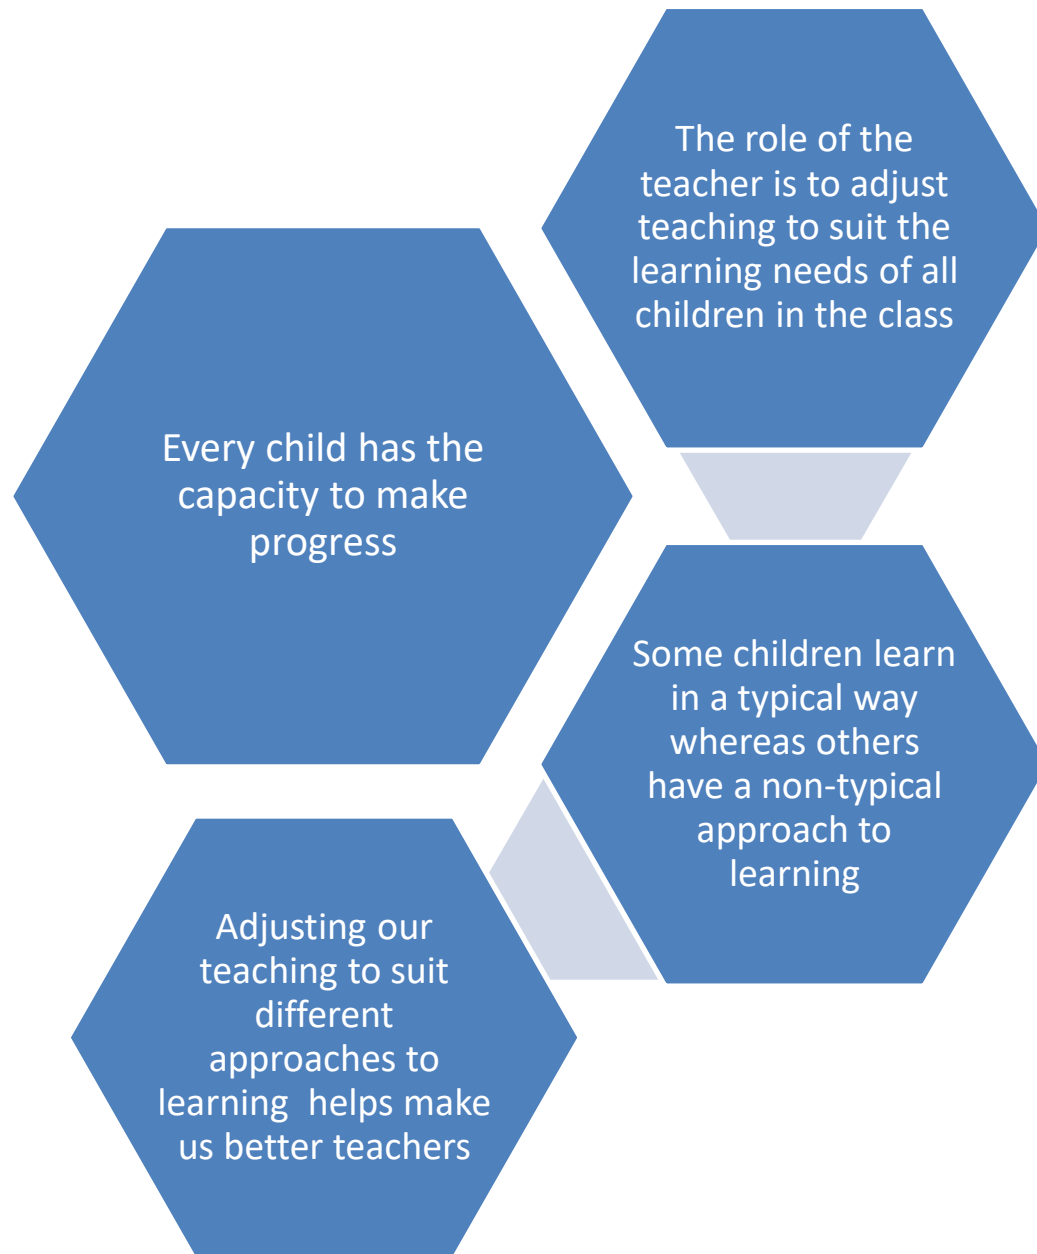 Every child has the
capacity to make
progress
The role of the
teacher is to adjust
teaching to suit the
learning needs of all
children in the class
Some children learn
in a typical way
whereas others
have a non-typical
approach to
learning
Adjusting our
teaching to suit
different
approaches to
learning  helps make
us better teachers